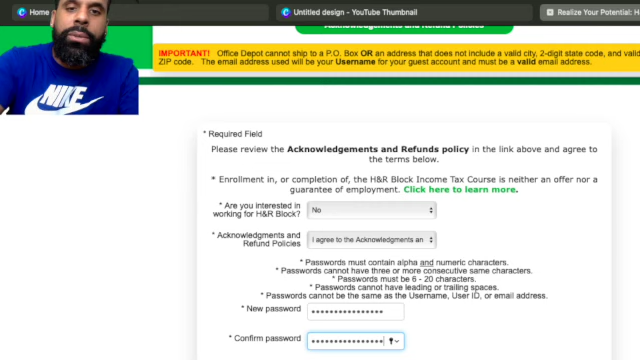 Home
Untitled design - YouTube Thumbnail
Realize Your Potential: H
Acknowledgements and Refunds Policies
IMPORTANT! Office Depot cannot ship to a P.O. Box OR an address that does not include a valid city, 2-digit state code, and valid
ZIP code. The email address used will be your Username for your guest account and must be a valid email address.
NIKE
* Required Field
Please review the Acknowledgements and Refunds policy in the link above and agree to
the terms below.
* Enrollment in, or completion of, the H&R Block Income Tax Course is neither an offer nor a
guarantee of employment. Click here to learn more.
* Are you interested in
working for H&R Block?
No
* Acknowledgments and
Refund Policies
I agree to the Acknowledgments an
* Passwords must contain alpha and numeric characters.
* Passwords cannot have three or more consecutive same characters.
* Passwords must be 6 - 20 characters.
* Passwords cannot have leading or trailing spaces.
* Passwords cannot be the same as the Username, User ID, or email address.
* New password
* Confirm password